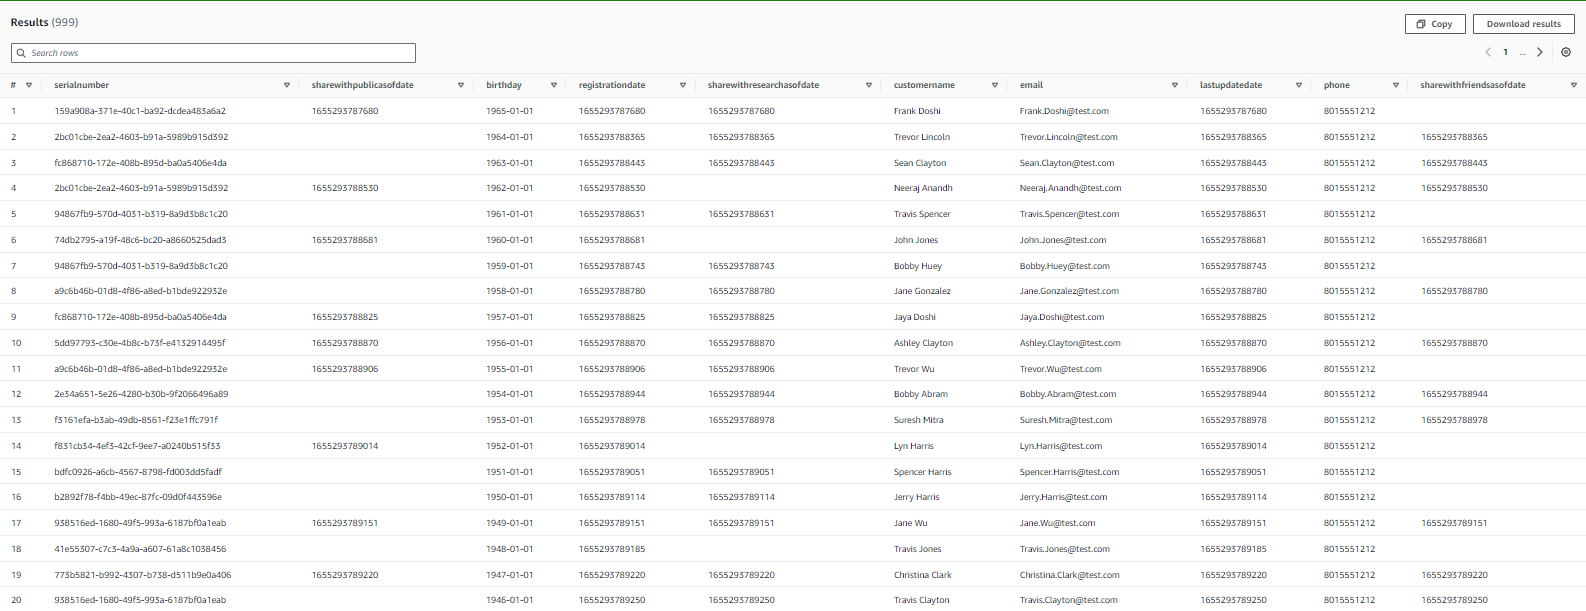 Results (999)
Copy Download results
Search rows
1 ...
# serialnumber sharewithpublicasofdate birthday registrationdate sharewithresearchasofdate customername email lastupdatedate phone sharewithfriendsasofdate
1 159a908a-371e-40c1-ba92-dcdea483a6a2 1655293787680 1965-01-01 1655293787680 1655293787680 Frank Doshi Frank.Doshi@test.com 1655293787680 8015551212
2 2bc01cbe-2ea2-4603-b91a-5989b915d392 1964-01-01 1655293788365 1655293788365 Trevor Lincoln Trevor.Lincoln@test.com 1655293788365 8015551212 1655293788365
3 fc868710-172e-408b-895d-ba0a5406e4da 1963-01-01 1655293788443 1655293788443 Sean Clayton Sean.Clayton@test.com 1655293788443 8015551212 1655293788443
4 2bc01cbe-2ea2-4603-b91a-5989b915d392 1655293788530 1962-01-01 1655293788530 Neeraj Anandh Neeraj.Anandh@test.com 1655293788530 8015551212 1655293788530
5 94867fb9-570d-4031-b319-8a9d3b8c1c20 1961-01-01 1655293788631 1655293788631 Travis Spencer Travis.Spencer@test.com 1655293788631 8015551212
6 74db2795-a19f-48c6-bc20-a8660525dad3 1655293788681 1960-01-01 1655293788681 John Jones John.Jones@test.com 1655293788681 8015551212 1655293788681
7 94867fb9-570d-4031-b319-8a9d3b8c1c20 1959-01-01 1655293788743 1655293788743 Bobby Huey Bobby.Huey@test.com 1655293788743 8015551212
8 a9c6b46b-01d8-4f86-a8ed-b1bde922932e 1958-01-01 1655293788780 1655293788780 Jane Gonzalez Jane.Gonzalez@test.com 1655293788780 8015551212 1655293788780
9 fc868710-172e-408b-895d-ba0a5406e4da 1655293788825 1957-01-01 1655293788825 1655293788825 Jaya Doshi Jaya.Doshi@test.com 1655293788825 8015551212
10 5dd97793-c30e-4b8c-b73f-e4132914495f 1655293788870 1956-01-01 1655293788870 1655293788870 Ashley Clayton Ashley.Clayton@test.com 1655293788870 8015551212 1655293788870
11 a9c6b46b-01d8-4f86-a8ed-b1bde922932e 1655293788906 1955-01-01 1655293788906 1655293788906 Trevor Wu Trevor.Wu@test.com 1655293788906 8015551212
12 2e34a651-5e26-4280-b30b-9f2066496a89 1954-01-01 1655293788944 1655293788944 Bobby Abram Bobby.Abram@test.com 1655293788944 8015551212 1655293788944
13 f3161efa-b3ab-49db-8561-f23e1ffc791f 1953-01-01 1655293788978 1655293788978 Suresh Mitra Suresh.Mitra@test.com 1655293788978 8015551212 1655293788978
14 f831cb34-4ef3-42cf-9ee7-a0240b515f33 1655293789014 1952-01-01 1655293789014 Lyn Harris Lyn.Harris@test.com 1655293789014 8015551212
15 bdfc0926-a6cb-4567-8798-fd003dd5fadf 1951-01-01 1655293789051 1655293789051 Spencer Harris Spencer.Harris@test.com 1655293789051 8015551212
16 b2892f78-f4bb-49ec-87fc-09d0f443596e 1950-01-01 1655293789114 1655293789114 Jerry Harris Jerry.Harris@test.com 1655293789114 8015551212
17 938516ed-1680-49f5-993a-6187bf0a1eab 1655293789151 1949-01-01 1655293789151 1655293789151 Jane Wu Jane.Wu@test.com 1655293789151 8015551212 1655293789151
18 41e55307-c7c3-4a9a-a607-61a8c1038456 1948-01-01 1655293789185 Travis Jones Travis.Jones@test.com 1655293789185 8015551212
19 773b5821-b992-4307-b738-d511b9e0a406 1655293789220 1947-01-01 1655293789220 1655293789220 Christina Clark Christina.Clark@test.com 1655293789220 8015551212 1655293789220
20 938516ed-1680-49f5-993a-6187bf0a1eab 1946-01-01 1655293789250 1655293789250 Travis Clayton Travis.Clayton@test.com 1655293789250 8015551212 1655293789250